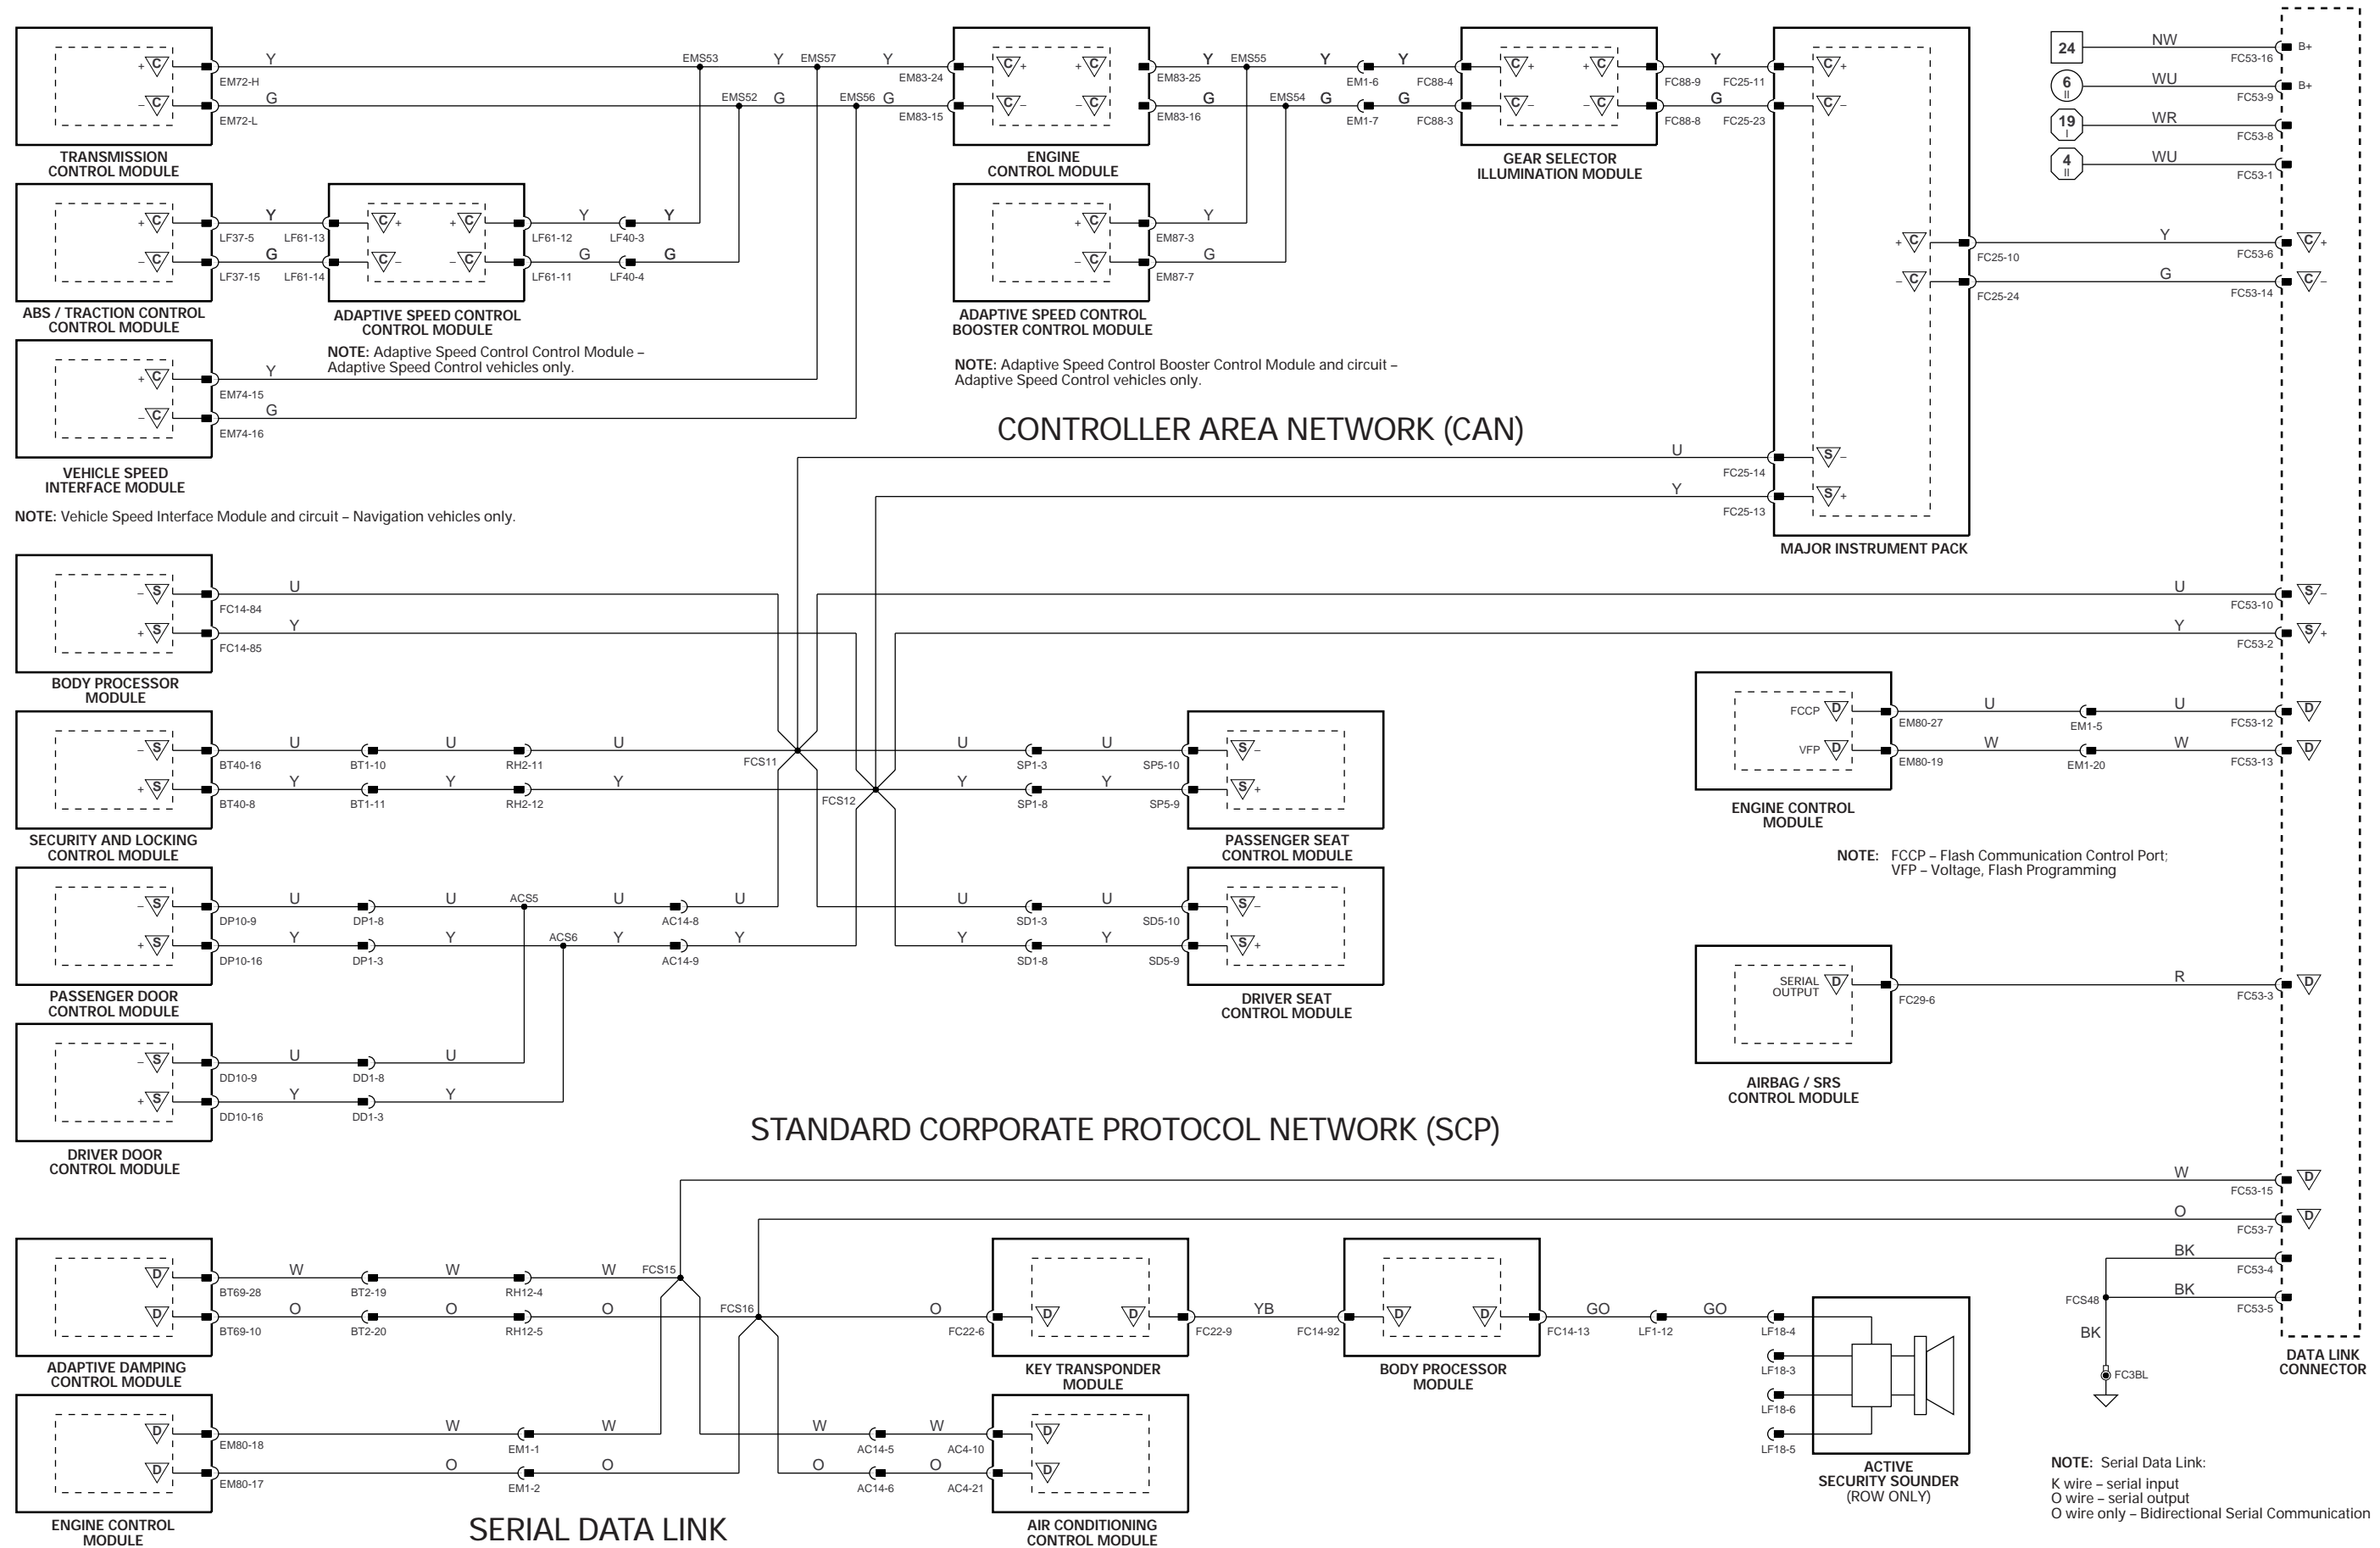 Y
EMS53
Y
EMS57
Y
Y
EMS55
Y
Y
Y
24
NW
B+
+
C
EM72-H
EM83-24
C
+
+
C
EM83-25
EM1-6
FC88-4
C
+
+
C
FC88-9
FC25-11
C
+
FC53-16
6
II
WU
B+
FC53-9
G
EMS52
G
EMS56
G
G
EMS54
G
G
G
–
C
EM72-L
EM83-15
C
–
–
C
EM83-16
EM1-7
FC88-3
C
–
–
C
FC88-8
FC25-23
C
–
19
I
WR
FC53-8
4
II
WU
FC53-1
TRANSMISSION
CONTROL MODULE
ENGINE
CONTROL MODULE
GEAR SELECTOR
ILLUMINATION MODULE
+
C
Y
C
+
+
C
Y
Y
+
C
Y
LF37-5
LF61-13
LF61-12
LF40-3
EM87-3
–
C
G
C
–
–
C
G
G
–
C
G
LF37-15
LF61-14
LF61-11
LF40-4
EM87-7
+
C
FC25-10
Y
FC53-6
C
+
–
C
FC25-24
G
FC53-14
C
–
ABS / TRACTION CONTROL
CONTROL MODULE
ADAPTIVE SPEED CONTROL
CONTROL MODULE
ADAPTIVE SPEED CONTROL
BOOSTER CONTROL MODULE
NOTE: Adaptive Speed Control Control Module –
Adaptive Speed Control vehicles only.
NOTE: Adaptive Speed Control Booster Control Module and circuit –
Adaptive Speed Control vehicles only.
+
C
Y
EM74-15
–
C
G
EM74-16
CONTROLLER AREA NETWORK (CAN)
VEHICLE SPEED
INTERFACE MODULE
U
FC25-14
S
–
Y
FC25-13
S
+
NOTE: Vehicle Speed Interface Module and circuit – Navigation vehicles only.
MAJOR INSTRUMENT PACK
–
S
U
FC14-84
U
FC53-10
S
–
+
S
Y
FC14-85
Y
FC53-2
S
+
BODY PROCESSOR
MODULE
–
S
U
U
U
U
U
S
–
BT40-16
BT1-10
RH2-11
FCS11
SP1-3
SP5-10
+
S
Y
Y
Y
Y
Y
S
+
BT40-8
BT1-11
RH2-12
FCS12
SP1-8
SP5-9
SECURITY AND LOCKING
CONTROL MODULE
PASSENGER SEAT
CONTROL MODULE
FCCP
D
U
U
D
EM80-27
EM1-5
FC53-12
VFP
D
W
W
D
EM80-19
EM1-20
FC53-13
ENGINE CONTROL
MODULE
NOTE: FCCP – Flash Communication Control Port;
VFP – Voltage, Flash Programming
–
S
U
U
ACS5
U
U
U
U
S
–
DP10-9
DP1-8
AC14-8
SD1-3
SD5-10
+
S
Y
Y
ACS6
Y
Y
Y
Y
S
+
DP10-16
DP1-3
AC14-9
SD1-8
SD5-9
PASSENGER DOOR
CONTROL MODULE
DRIVER SEAT
CONTROL MODULE
SERIAL
OUTPUT
D
FC29-6
R
FC53-3
D
AIRBAG / SRS
CONTROL MODULE
–
S
U
U
DD10-9
DD1-8
+
S
Y
Y
DD10-16
DD1-3
DRIVER DOOR
CONTROL MODULE
STANDARD CORPORATE PROTOCOL NETWORK (SCP)
W
FC53-15
D
O
FC53-7
D
D
W
W
W
FCS15
BT69-28
BT2-19
RH12-4
D
O
O
O
FCS16
O
D
D
YB
D
D
GO
GO
BT69-10
BT2-20
RH12-5
FC22-6
FC22-9
FC14-92
FC14-13
LF1-12
LF18-4
LF18-3
LF18-6
LF18-5
BK
FC53-4
FCS48
BK
FC53-5
BK
FC3BL
DATA LINK
CONNECTOR
ADAPTIVE DAMPING
CONTROL MODULE
KEY TRANSPONDER
MODULE
BODY PROCESSOR
MODULE
D
W
W
W
W
D
EM80-18
EM1-1
AC14-5
AC4-10
D
O
O
O
O
D
EM80-17
EM1-2
AC14-6
AC4-21
ENGINE CONTROL
MODULE
SERIAL DATA LINK
AIR CONDITIONING
CONTROL MODULE
ACTIVE
SECURITY SOUNDER
(ROW ONLY)
NOTE: Serial Data Link:
K wire – serial input
O wire – serial output
O wire only – Bidirectional Serial Communication